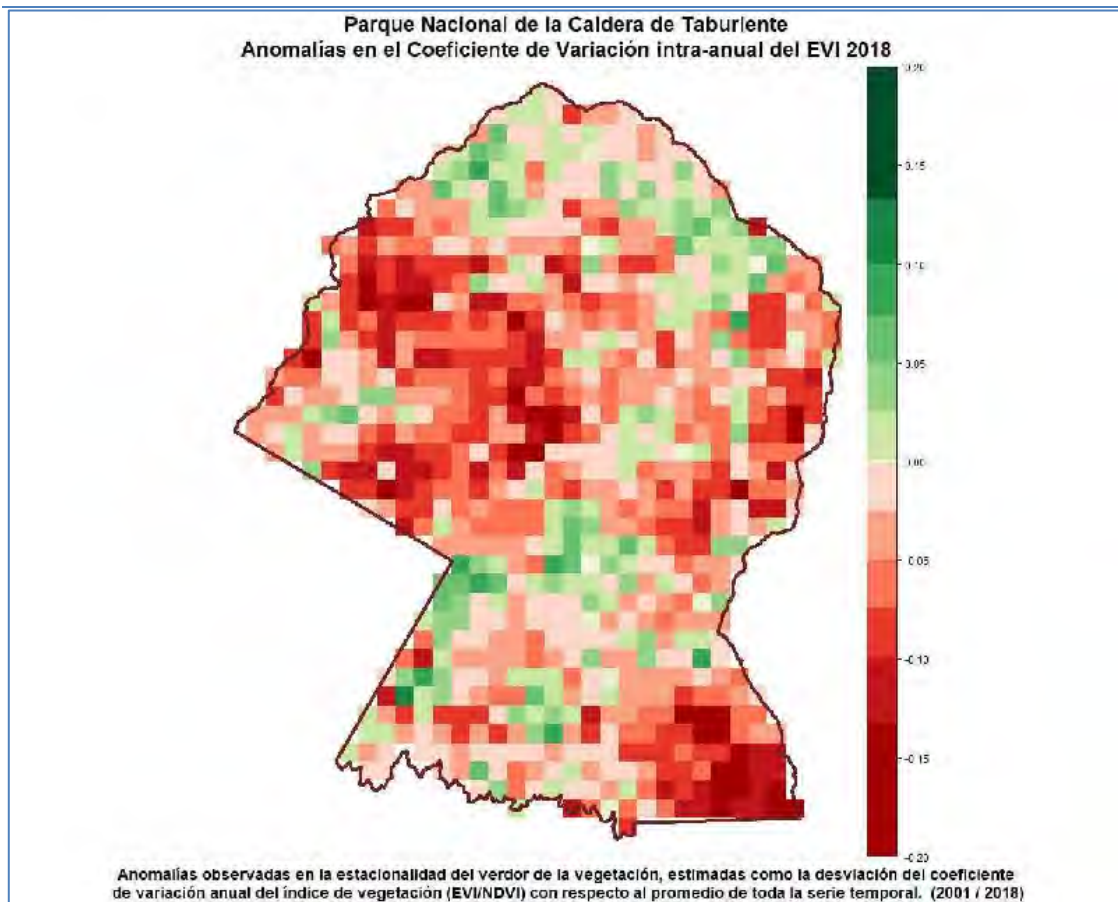 Parque Nacional de la Caldera de Taburiente
Anomalías en el Coeficiente de Variación intra-anual del EVI 2018
0.20
0.15
0.10
0.05
0.00
-0.05
-0.10
-0.15
-0.20
Anomalías observadas en la estacionalidad del verdor de la vegetación, estimadas como la desviación del coeficiente
de variación anual del índice de vegetación (EVI/NDVI) con respecto al promedio de toda la serie temporal. (2001 / 2018)